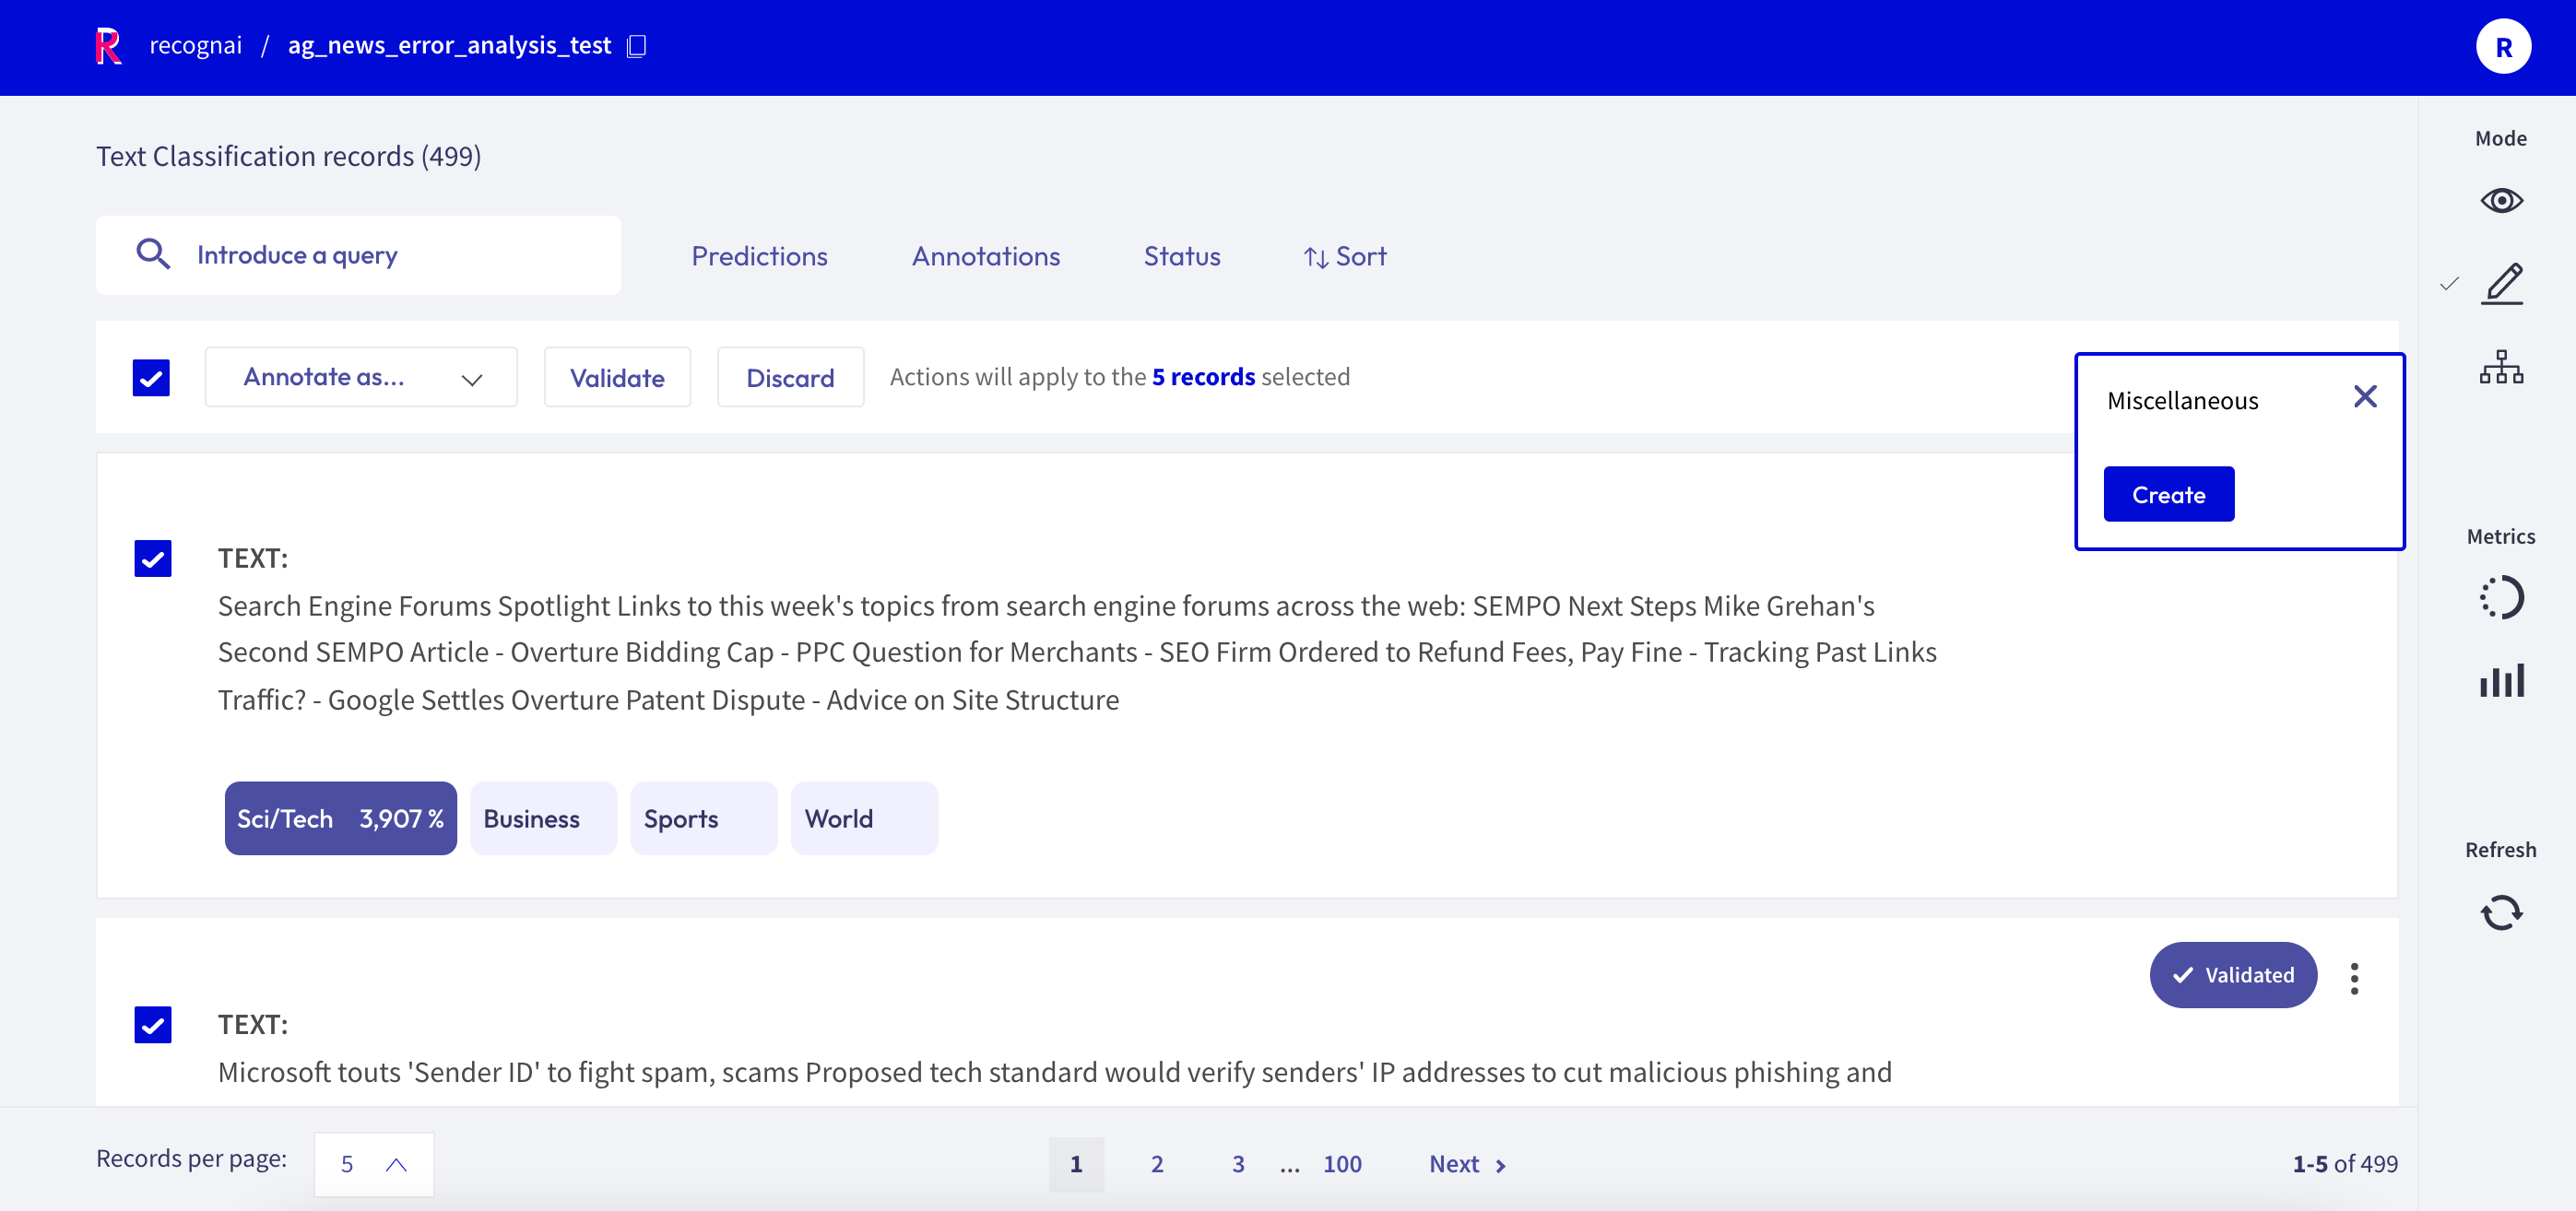 R recognai / ag_news_error_analysis_test R
Text Classification records (499)
Introduce a query Predictions Annotations Status Sort
Annotate as... Validate Discard Actions will apply to the 5 records selected
Miscellaneous
Create
TEXT:
Search Engine Forums Spotlight Links to this week's topics from search engine forums across the web: SEMPO Next Steps Mike Grehan's
Second SEMPO Article - Overture Bidding Cap - PPC Question for Merchants - SEO Firm Ordered to Refund Fees, Pay Fine - Tracking Past Links
Traffic? - Google Settles Overture Patent Dispute - Advice on Site Structure
Sci/Tech 3,907 % Business Sports World
Validated
TEXT:
Microsoft touts 'Sender ID' to fight spam, scams Proposed tech standard would verify senders' IP addresses to cut malicious phishing and
Records per page: 5 1 2 3 ... 100 Next 1-5 of 499
Mode
Metrics
Refresh